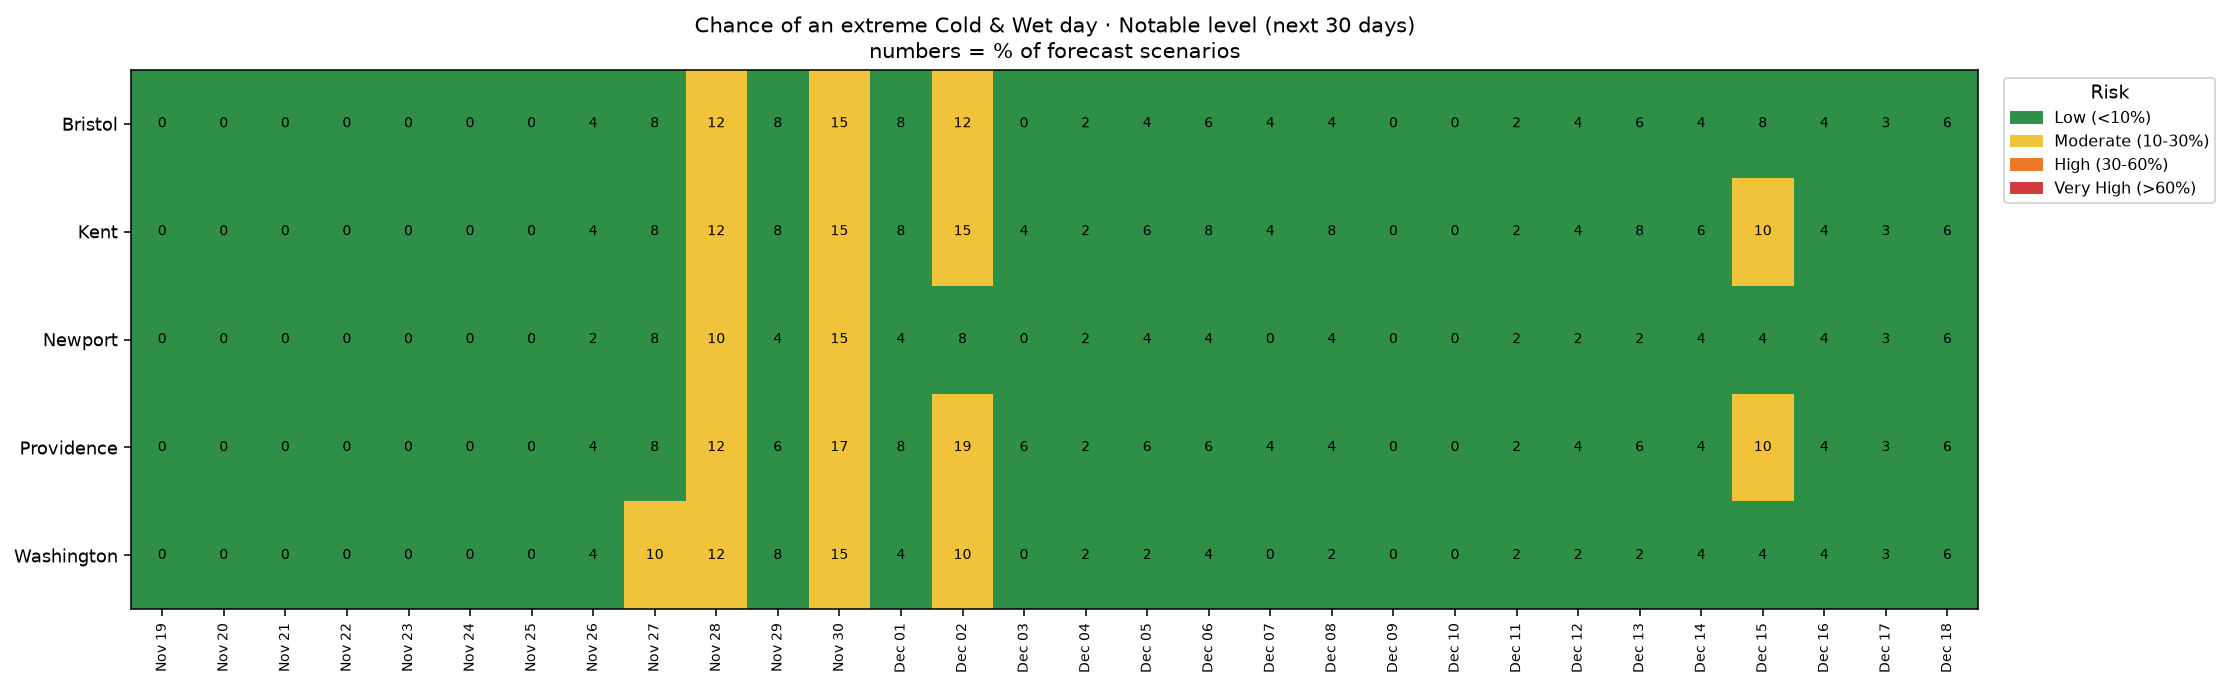 Chance of an extreme Cold & Wet day · Notable level (next 30 days)
numbers = % of forecast scenarios
Risk
Low (<10%)
Moderate (10-30%)
High (30-60%)
Very High (>60%)
Bristol 0 0 0 0 0 0 0 4 8 12 8 15 8 12 0 2 4 6 4 4 0 0 2 4 6 4 8 4 3 6
Kent 0 0 0 0 0 0 0 4 8 12 8 15 8 15 4 2 6 8 4 8 0 0 2 4 8 6 10 4 3 6
Newport 0 0 0 0 0 0 0 2 8 10 4 15 4 8 0 2 4 4 0 4 0 0 2 2 2 4 4 4 3 6
Providence 0 0 0 0 0 0 0 4 8 12 6 17 8 19 6 2 6 6 4 4 0 0 2 4 6 4 10 4 3 6
Washington 0 0 0 0 0 0 0 4 10 12 8 15 4 10 0 2 2 4 0 2 0 0 2 2 2 4 4 4 3 6
Nov 19 Nov 20 Nov 21 Nov 22 Nov 23 Nov 24 Nov 25 Nov 26 Nov 27 Nov 28 Nov 29 Nov 30 Dec 01 Dec 02 Dec 03 Dec 04 Dec 05 Dec 06 Dec 07 Dec 08 Dec 09 Dec 10 Dec 11 Dec 12 Dec 13 Dec 14 Dec 15 Dec 16 Dec 17 Dec 18